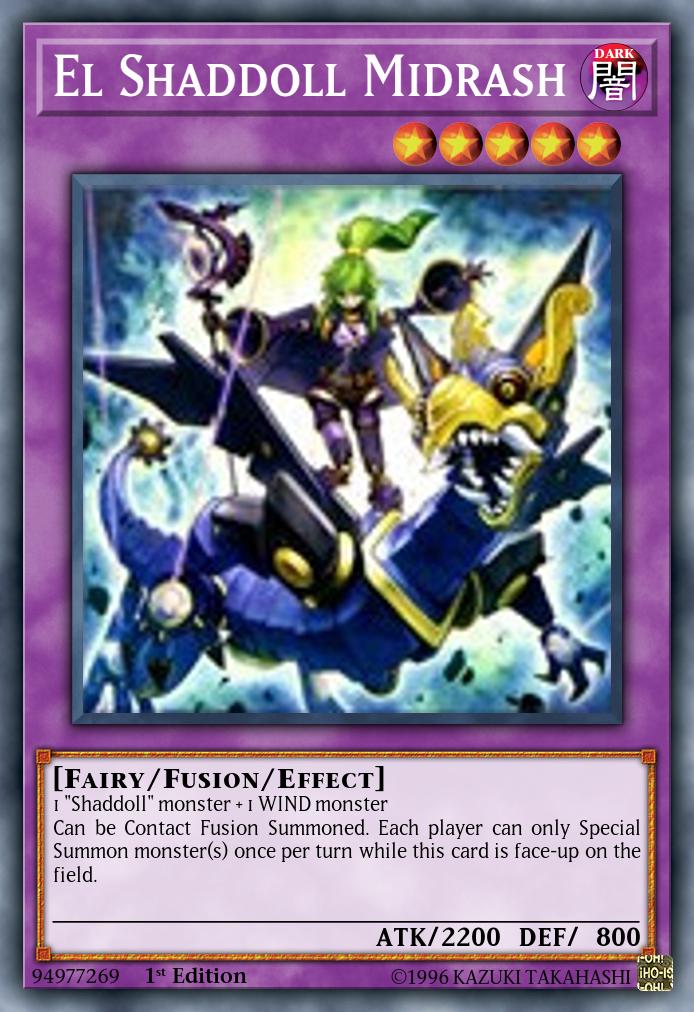 El Shaddoll Midrash
DARK
闇
[Fairy/Fusion/Effect]
1 "Shaddoll" monster + 1 WIND monster
Can be Contact Fusion Summoned. Each player can only Special
Summon monster(s) once per turn while this card is face-up on the
field.
ATK/2200 DEF/ 800
94977269 1st Edition ©1996 KAZUKI TAKAHASHI